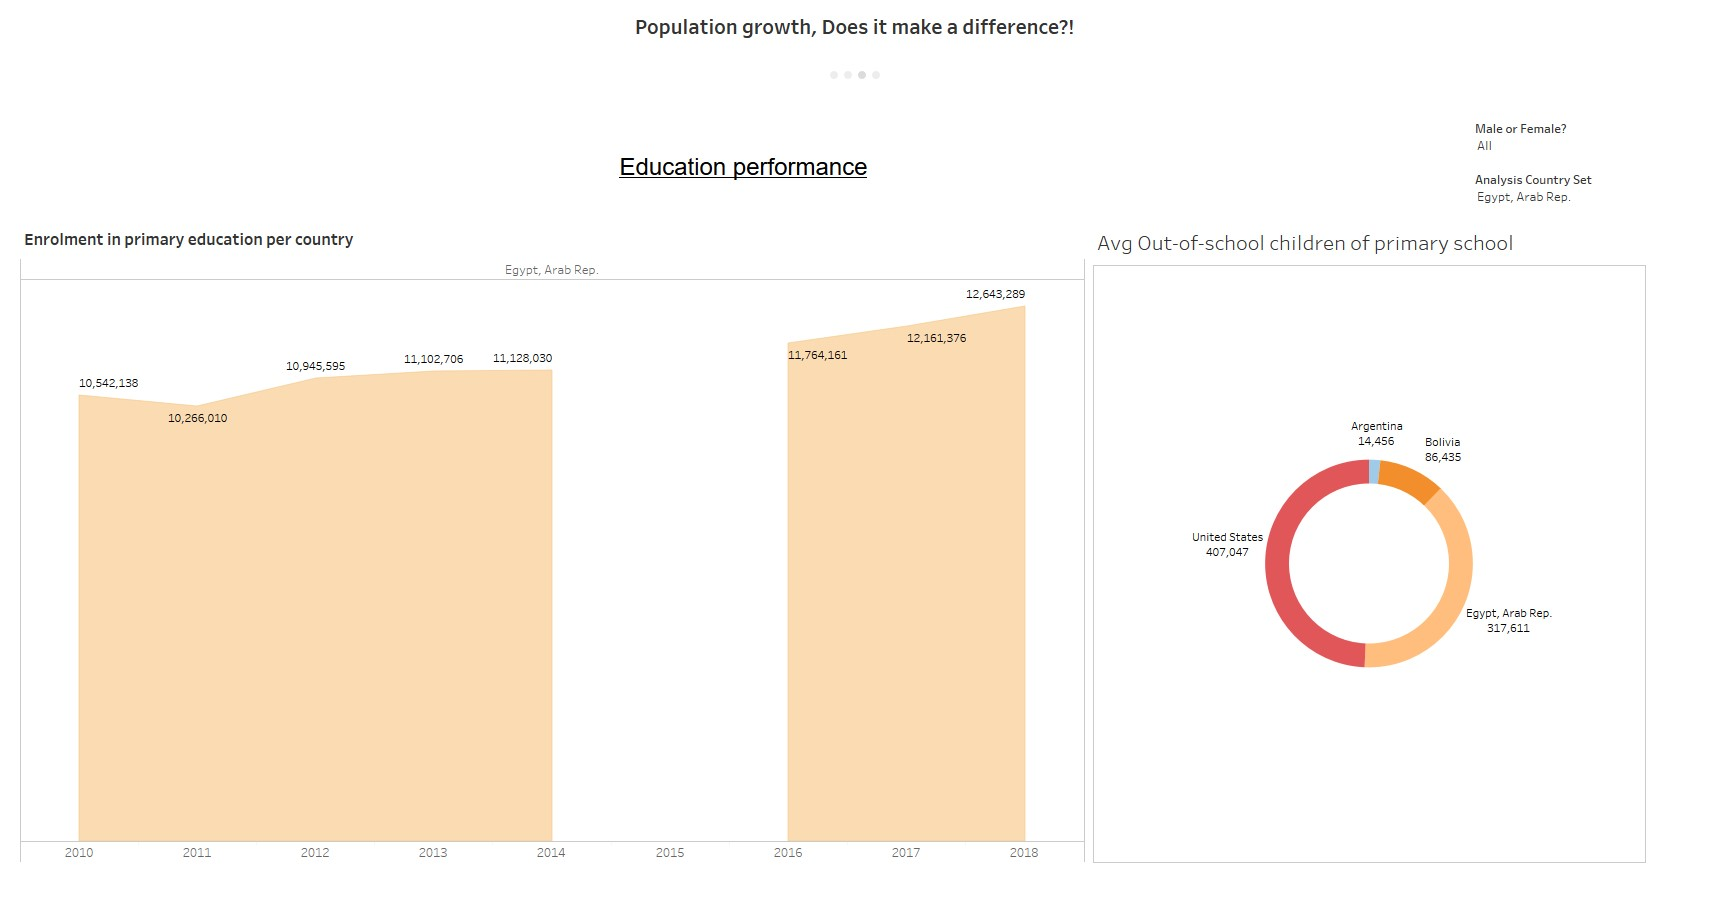 Population growth, Does it make a difference?!
Male or Female?
All
Education performance
Analysis Country Set
Egypt, Arab Rep.
Enrolment in primary education per country
Egypt, Arab Rep.
12,643,289
12,161,376
11,764,161
10,945,595
11,102,706
11,128,030
10,542,138
10,266,010
2010
2011
2012
2013
2014
2015
2016
2017
2018
Avg Out-of-school children of primary school
Argentina
14,456
Bolivia
86,435
United States
407,047
Egypt, Arab Rep.
317,611